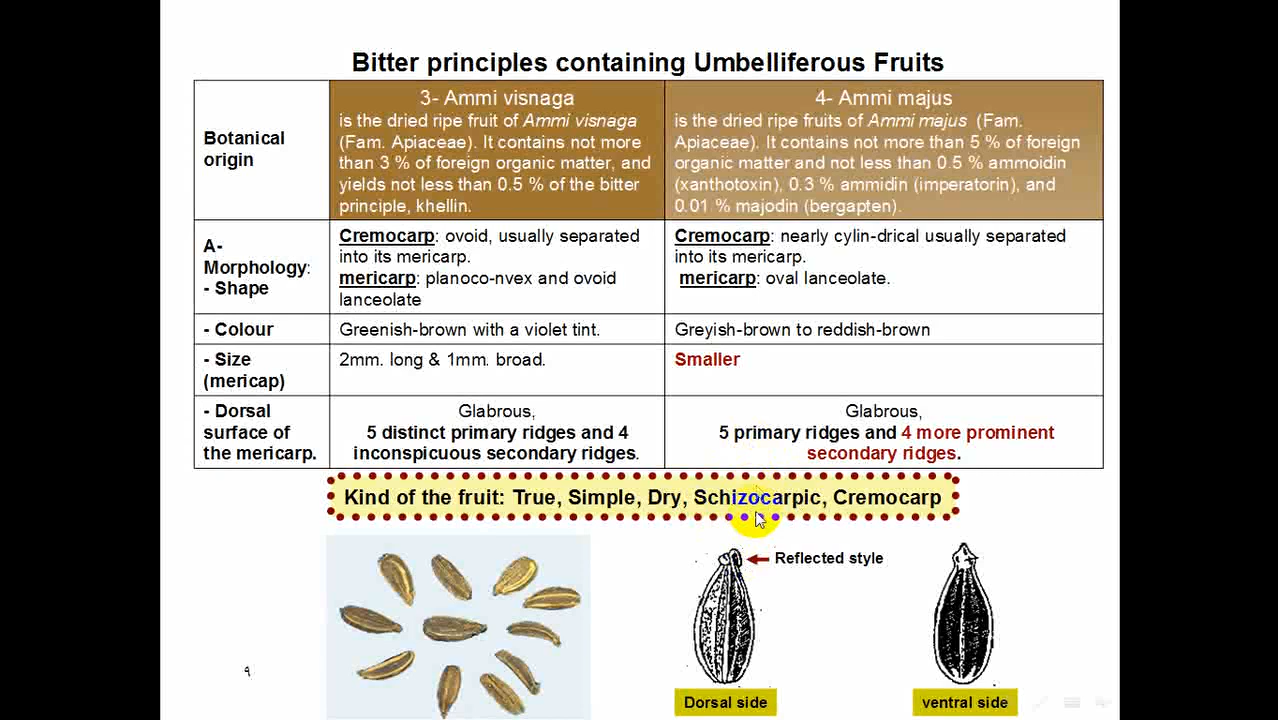 Bitter principles containing Umbelliferous Fruits
Botanical
origin
3- Ammi visnaga
is the dried ripe fruit of Ammi visnaga
(Fam. Apiaceae). It contains not more
than 3 % of foreign organic matter, and
yields not less than 0.5 % of the bitter
principle, khellin.
4- Ammi majus
is the dried ripe fruits of Ammi majus (Fam.
Apiaceae). It contains not more than 5 % of foreign
organic matter and not less than 0.5 % ammoidin
(xanthotoxin), 0.3 % ammidin (imperatorin), and
0.01 % majodin (bergapten).
A-
Morphology:
- Shape
Cremocarp: ovoid, usually separated
into its mericarp.
mericarp: planoco-nvex and ovoid
lanceolate
Cremocarp: nearly cylin-drical usually separated
into its mericarp.
mericarp: oval lanceolate.
- Colour
Greenish-brown with a violet tint.
Greyish-brown to reddish-brown
- Size
(mericap)
2mm. long & 1mm. broad.
Smaller
- Dorsal
surface of
the mericarp.
Glabrous,
5 distinct primary ridges and 4
inconspicuous secondary ridges.
Glabrous,
5 primary ridges and 4 more prominent
secondary ridges.
Kind of the fruit: True, Simple, Dry, Schizocarpic, Cremocarp
Reflected style
Dorsal side
ventral side
٩